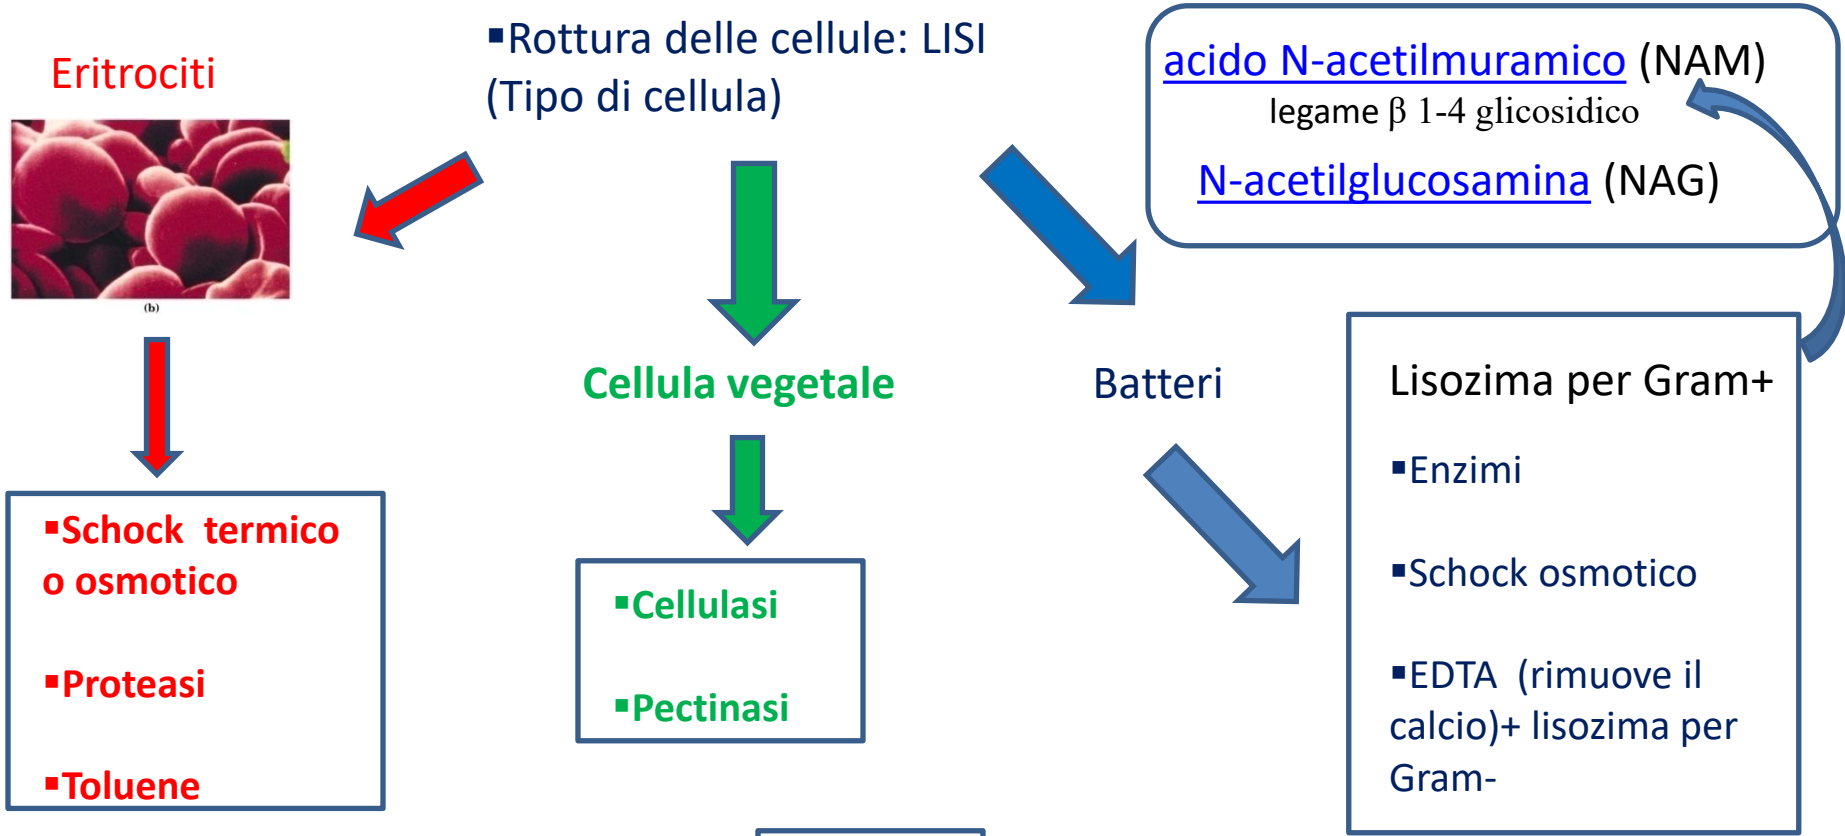 ▪Rottura delle cellule: LISI
(Tipo di cellula)
Eritrociti
(b)
acido N-acetilmuramico (NAM)
legame β 1-4 glicosidico
N-acetilglucosamina (NAG)
Cellula vegetale
Batteri
▪Schock termico
o osmotico
▪Proteasi
▪Toluene
▪Cellulasi
▪Pectinasi
Lisozima per Gram+
▪Enzimi
▪Schock osmotico
▪EDTA (rimuove il
calcio)+ lisozima per
Gram-